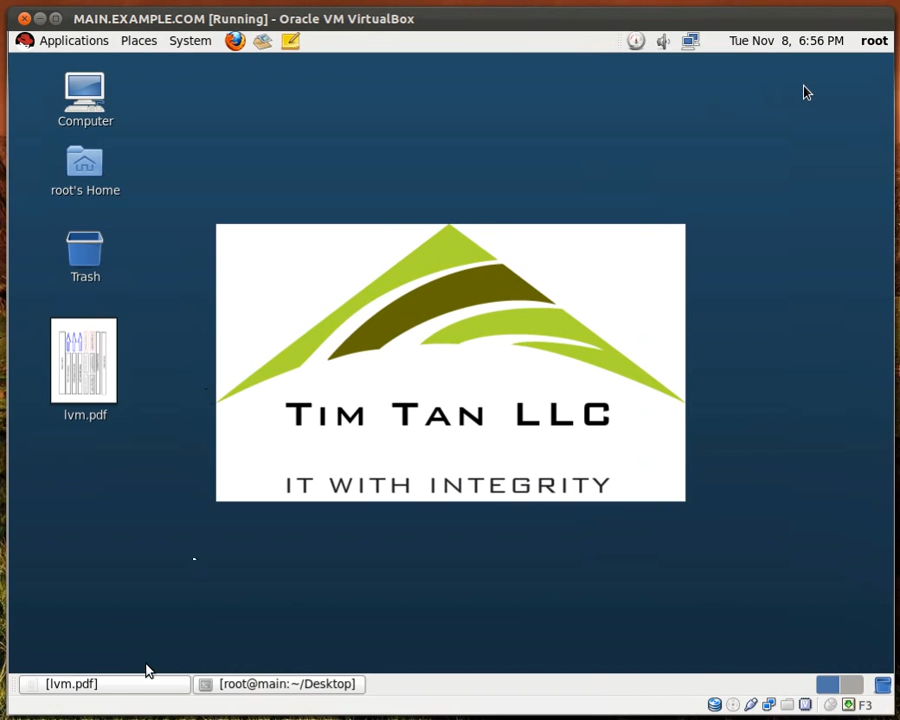 MAIN.EXAMPLE.COM [Running] - Oracle VM VirtualBox
Applications Places System Tue Nov 8, 6:56 PM root
Computer
root's Home
Trash
lvm.pdf
TIM TAN LLC
IT WITH INTEGRITY
[lvm.pdf] [root@main:~/Desktop]
F3